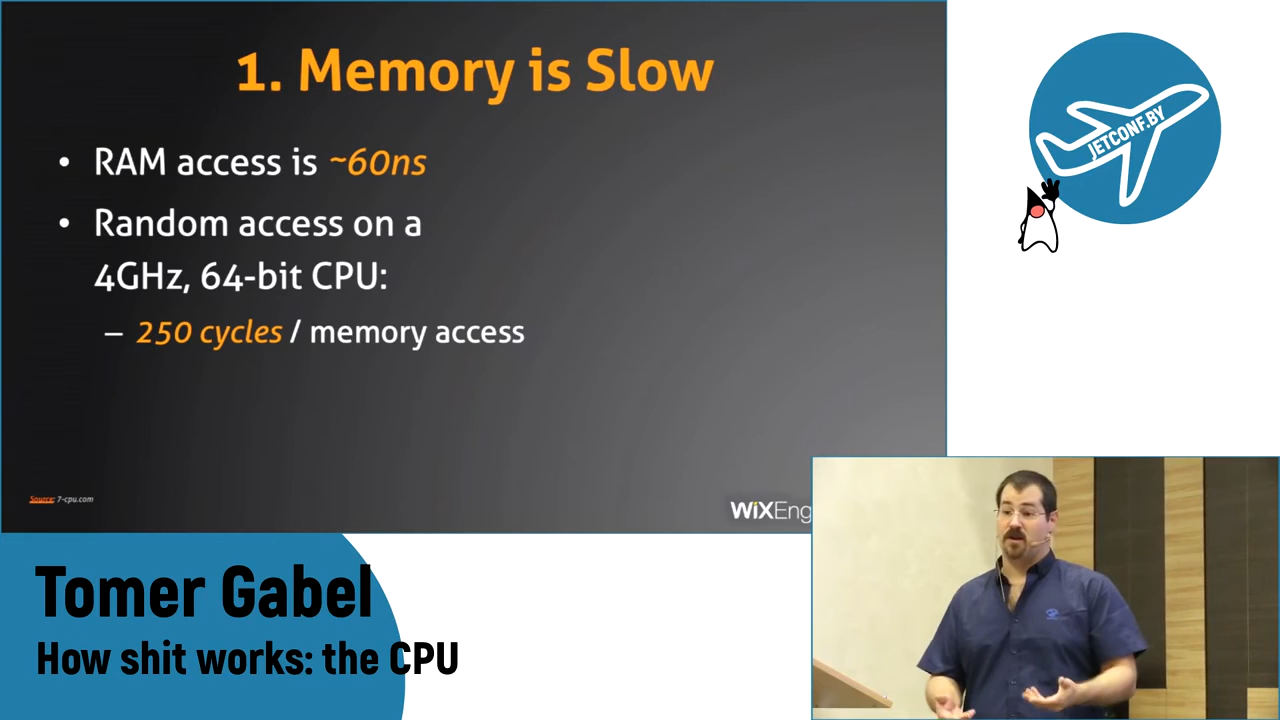 1. Memory is Slow
• RAM access is ~60ns
• Random access on a
4GHz, 64-bit CPU:
– 250 cycles / memory access
Source: 7-cpu.com
WiXEng
JETCONF.BY
Tomer Gabel
How shit works: the CPU